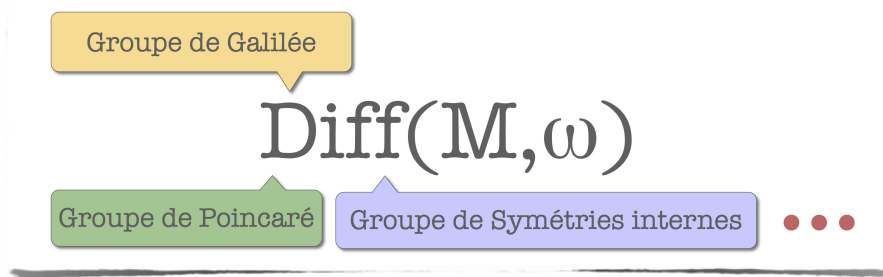 Groupe de Galilée
Diff(M,ω)
Groupe de Poincaré
Groupe de Symétries internes
•••